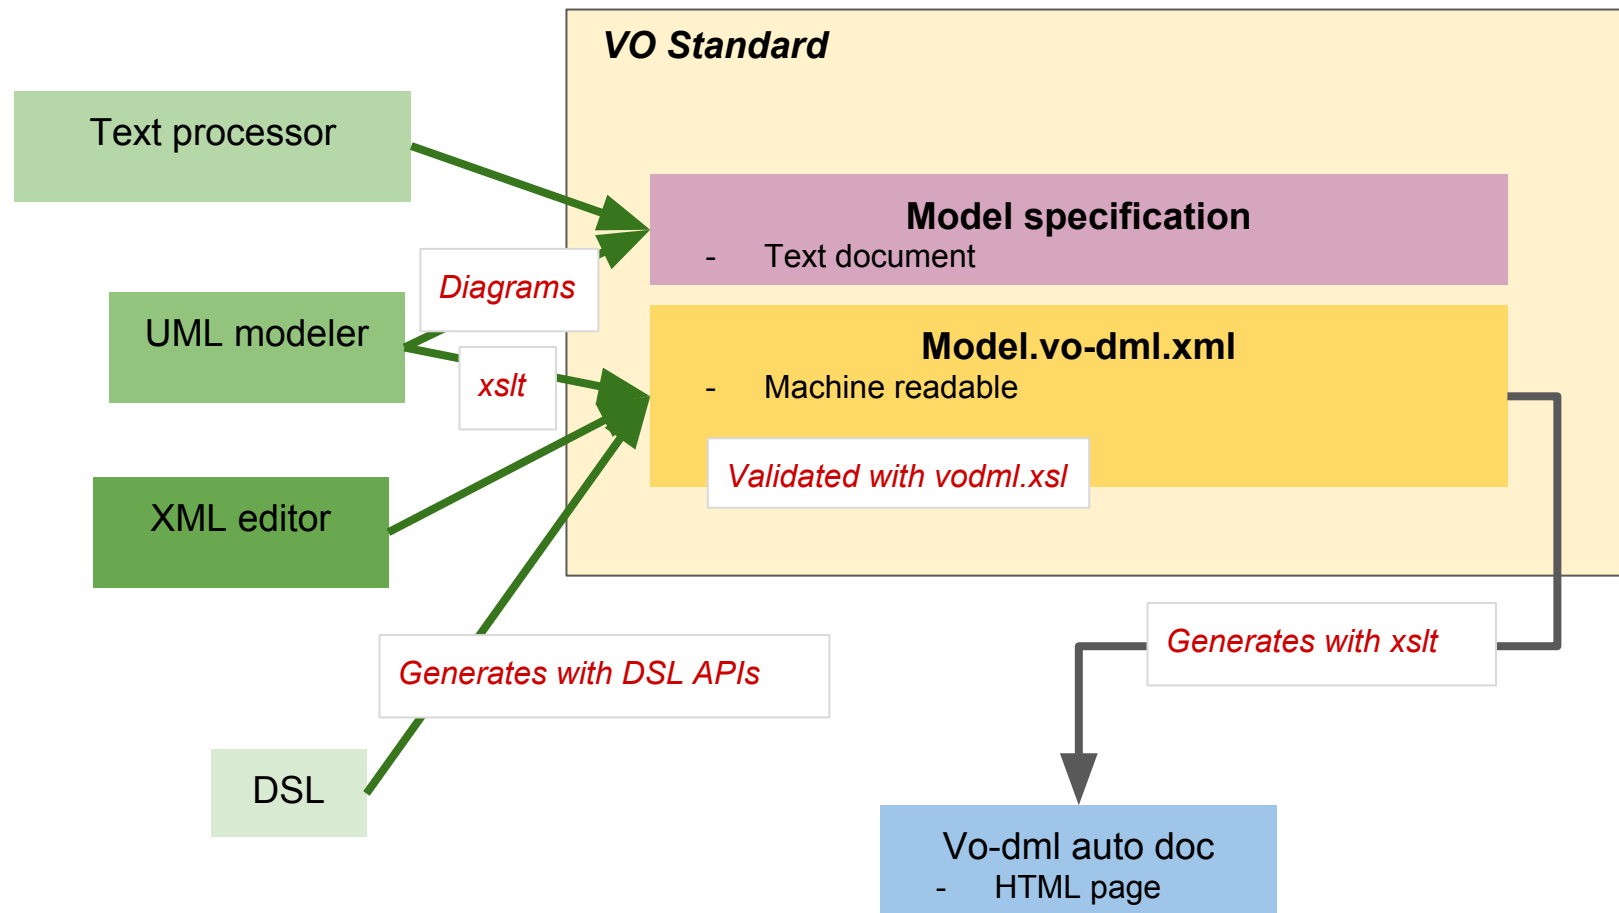 VO Standard
Text processor
Model specification
- Text document
Diagrams
UML modeler
xslt
Model.vo-dml.xml
- Machine readable
Validated with vodml.xsl
XML editor
Generates with xslt
Generates with DSL APIs
DSL
Vo-dml auto doc
- HTML page